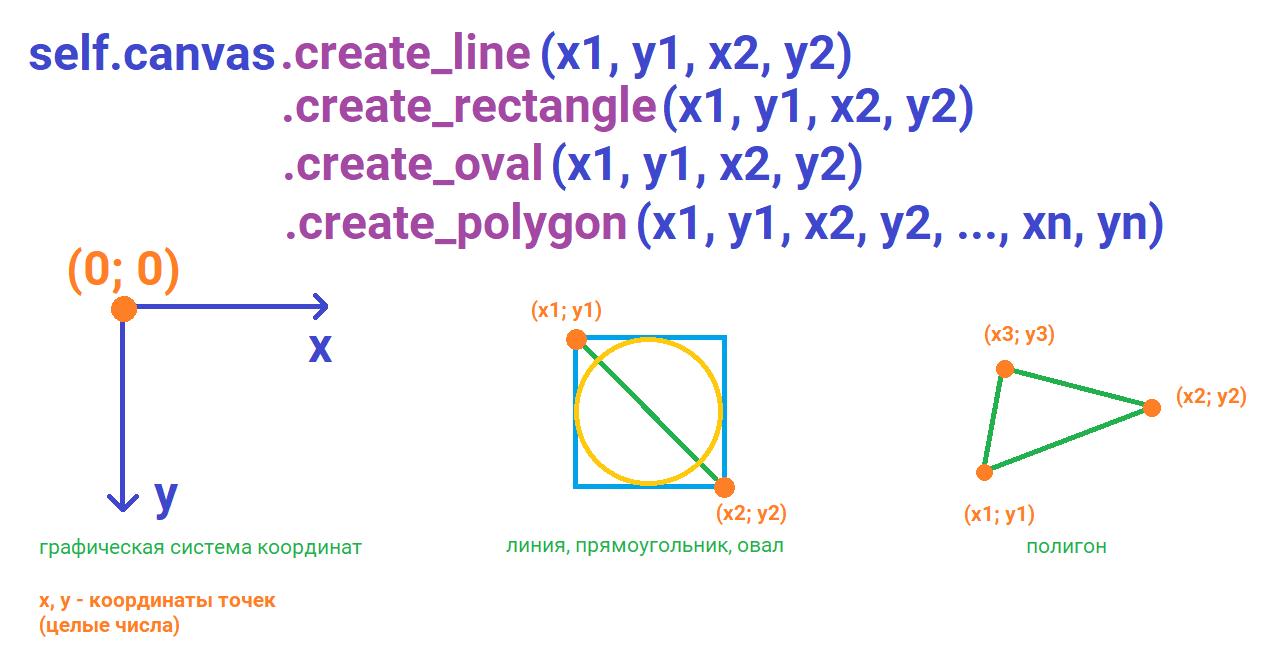 self.canvas.create_line (x1, y1, x2, y2)
.create_rectangle (x1, y1, x2, y2)
.create_oval (x1, y1, x2, y2)
.create_polygon (x1, y1, x2, y2, ..., xn, yn)
(0; 0)
x
y
графическая система координат
x, y - координаты точек
(целые числа)
(x1; y1)
(x2; y2)
линия, прямоугольник, овал
(x3; y3)
(x2; y2)
(x1; y1)
полигон